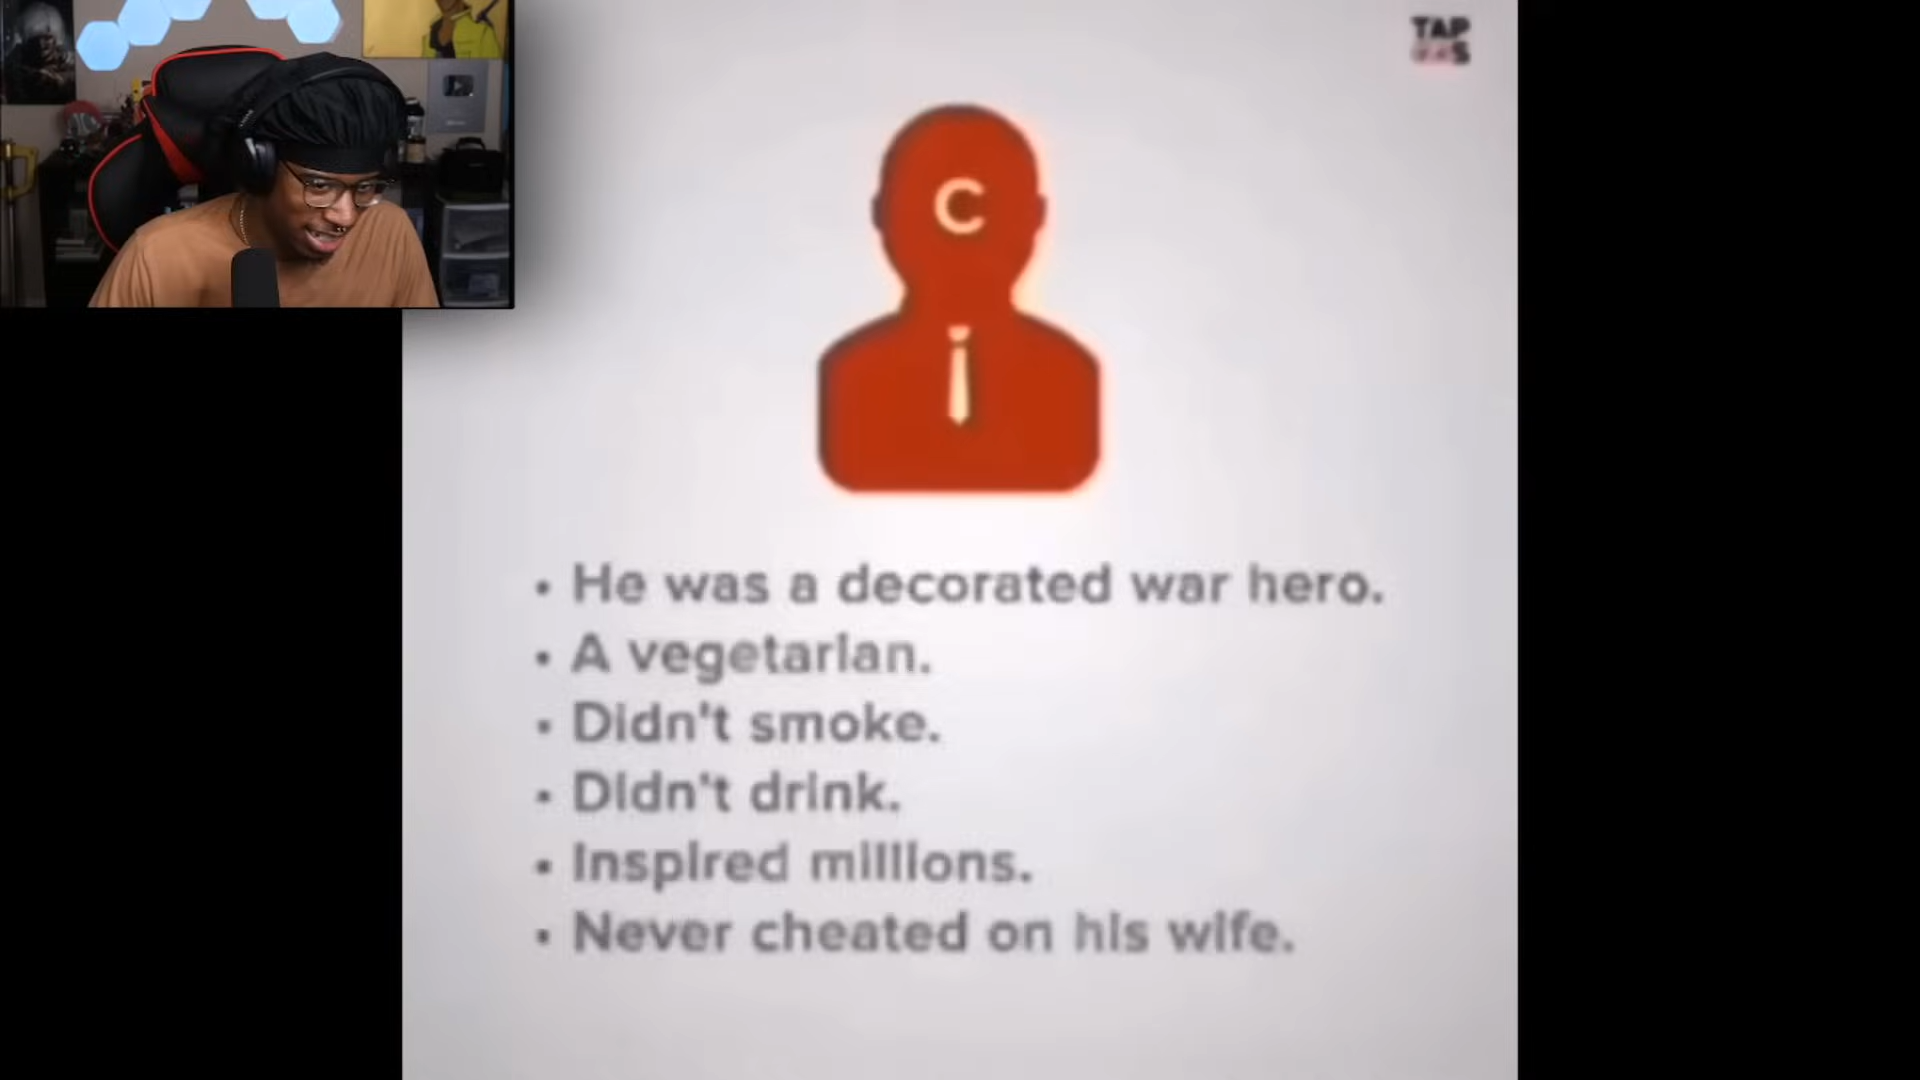 TAP
C
• He was a decorated war hero.
• A vegetarian.
• Didn't smoke.
• Didn't drink.
• Inspired millions.
• Never cheated on his wife.